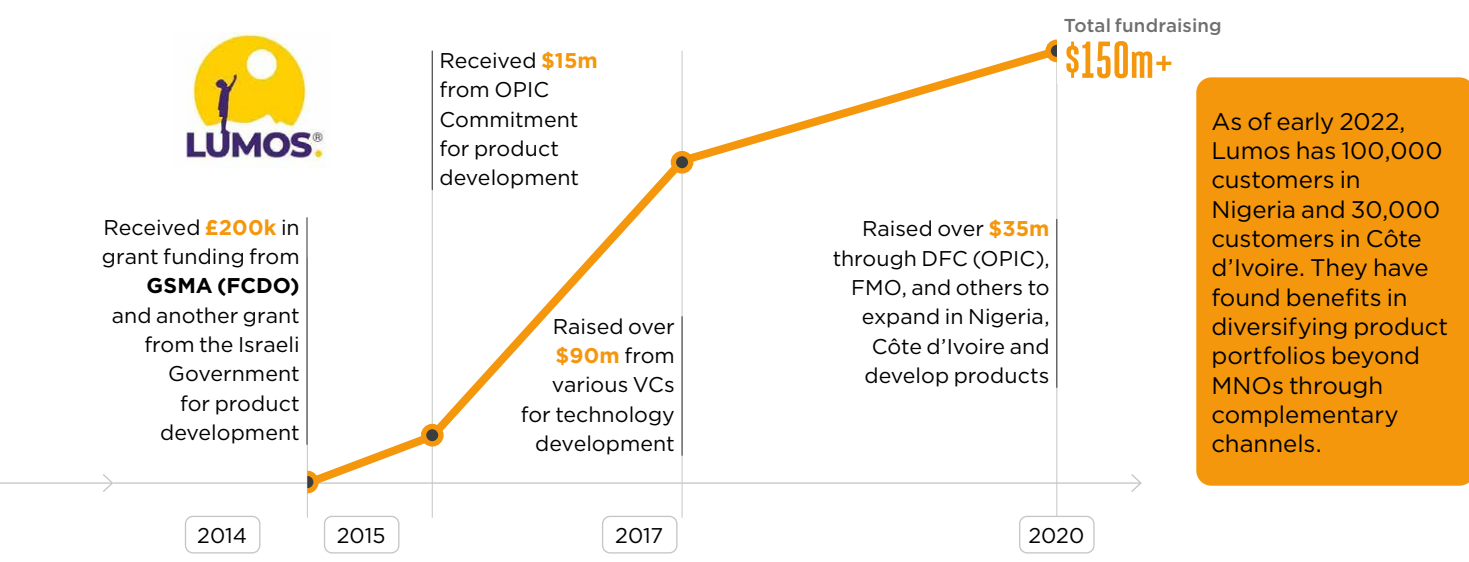 LUMOS®
Received £200k in
grant funding from
GSMA (FCDO)
and another grant
from the Israeli
Government
for product
development
Received $15m
from OPIC
Commitment
for product
development
Raised over
$90m from
various VCs
for technology
development
Raised over $35m
through DFC (OPIC),
FMO, and others to
expand in Nigeria,
Côte d’Ivoire and
develop products
Total fundraising
$150m+
As of early 2022,
Lumos has 100,000
customers in
Nigeria and 30,000
customers in Côte
d’Ivoire. They have
found benefits in
diversifying product
portfolios beyond
MNOs through
complementary
channels.
2014
2015
2017
2020